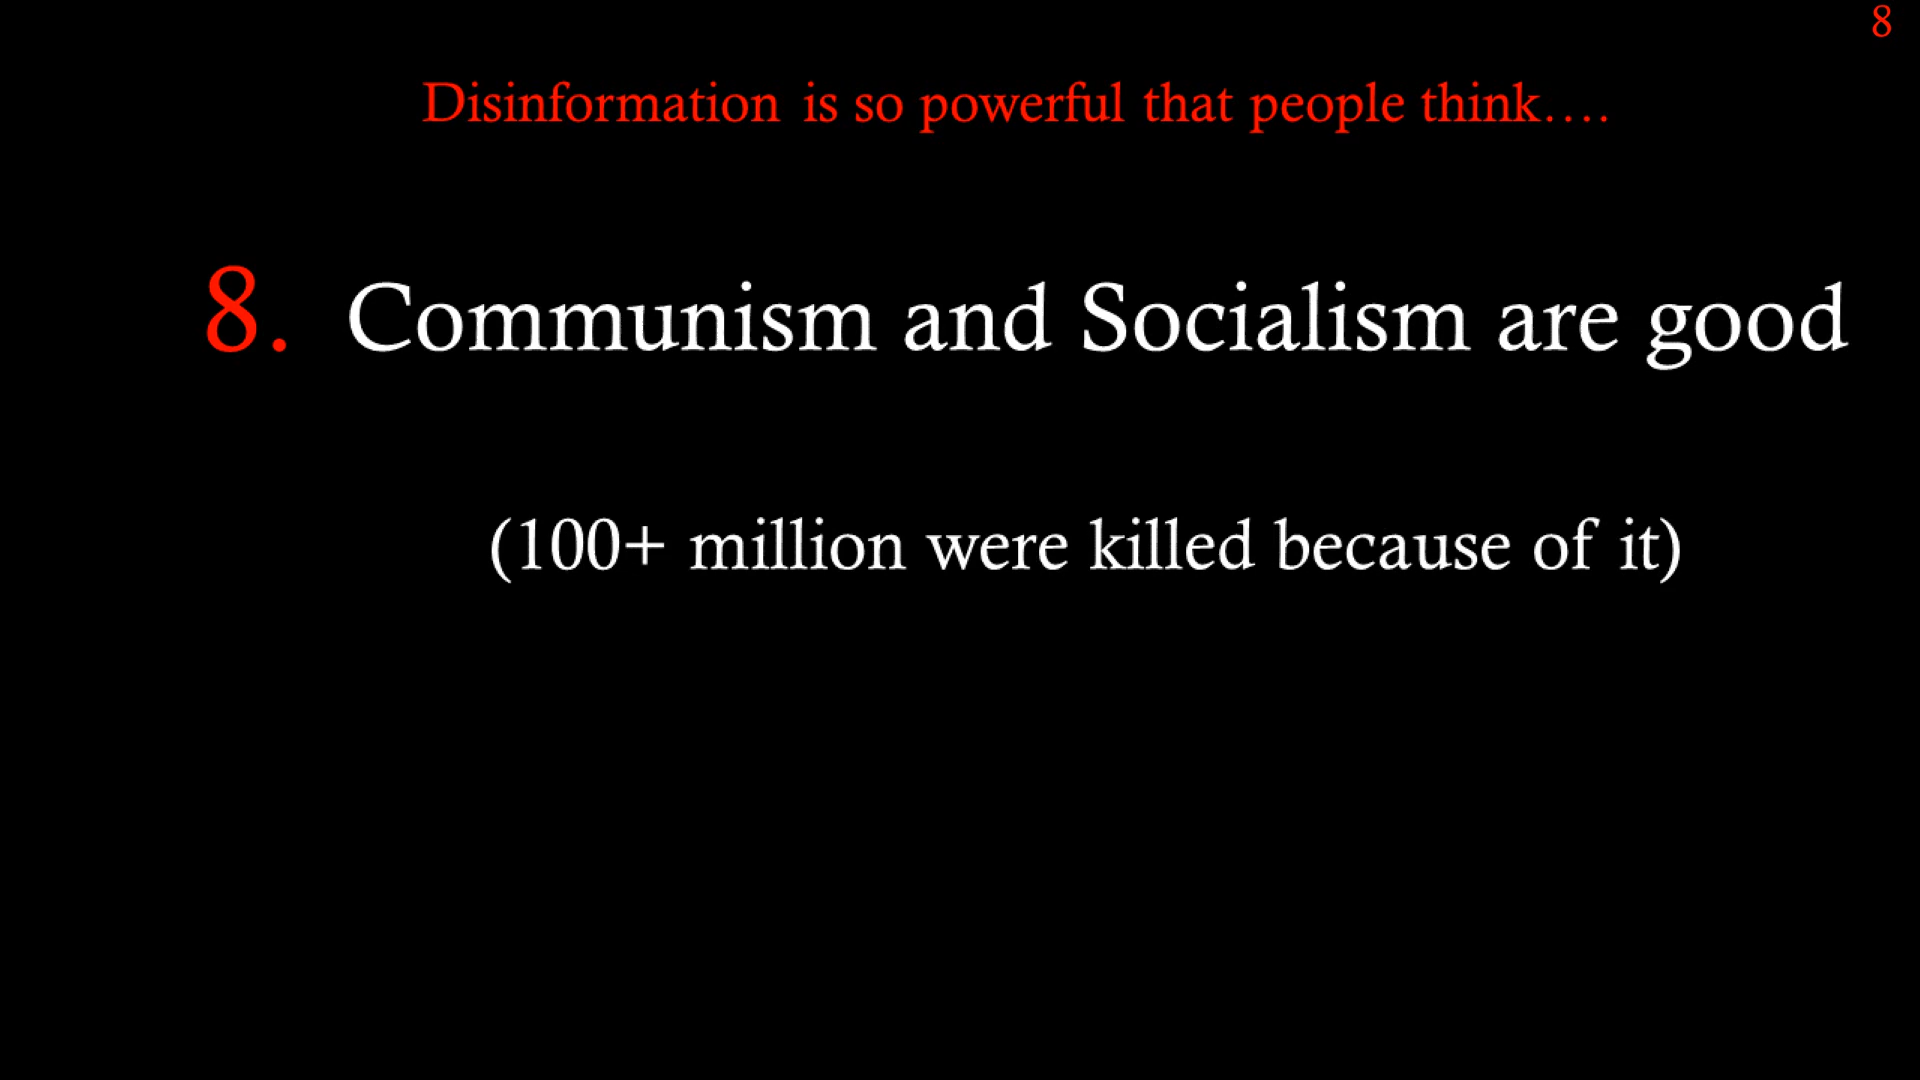 8
Disinformation is so powerful that people think….
8. Communism and Socialism are good
(100+ million were killed because of it)